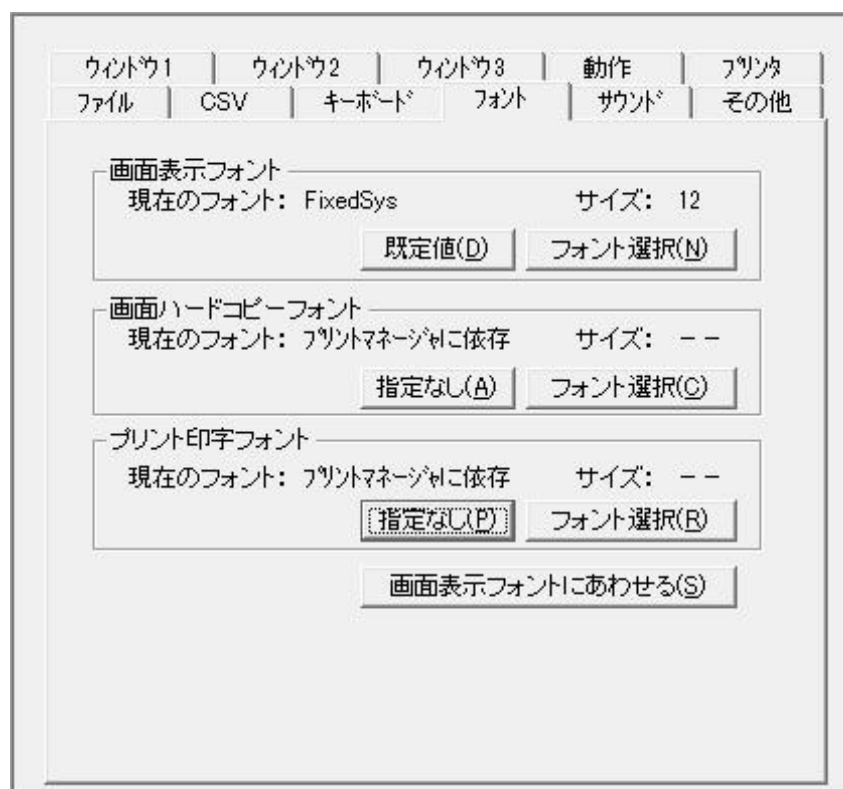 ｳｨﾝﾄﾞｳ1 ｳｨﾝﾄﾞｳ2 ｳｨﾝﾄﾞｳ3 動作 ﾌﾟﾘﾝﾀ
ﾌｧｲﾙ CSV ｷｰﾎﾞｰﾄﾞ ﾌｫﾝﾄ ｻｳﾝﾄﾞ その他
画面表示フォント
現在のフォント: FixedSys サイズ: 12
既定値(D) フォント選択(N)
画面ハードコピーフォント
現在のフォント: ﾌﾟﾘﾝﾄﾏﾈｰｼﾞｬに依存 サイズ: --
指定なし(A) フォント選択(C)
プリント印字フォント
現在のフォント: ﾌﾟﾘﾝﾄﾏﾈｰｼﾞｬに依存 サイズ: --
指定なし(P) フォント選択(R)
画面表示フォントにあわせる(S)